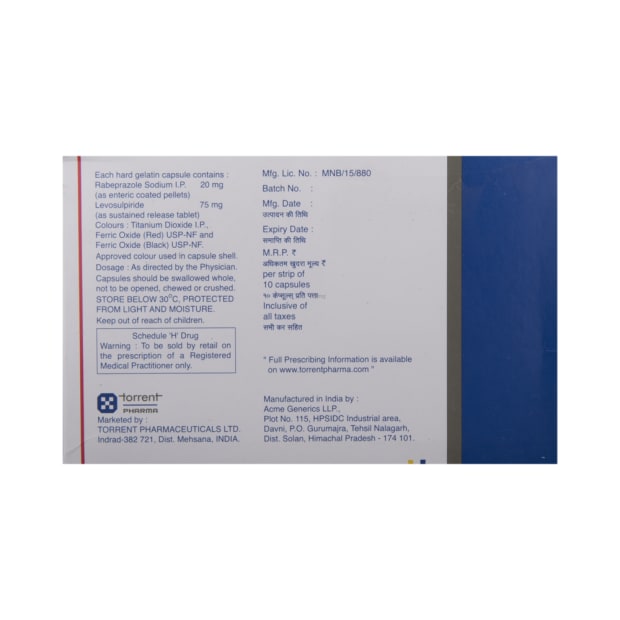 Each hard gelatin capsule contains :
Rabeprazole Sodium I.P. 20 mg
(as enteric coated pellets)
Levosulpiride 75 mg
(as sustained release tablet)
Colours : Titanium Dioxide I.P.,
Ferric Oxide (Red) USP-NF and
Ferric Oxide (Black) USP-NF.
Approved colour used in capsule shell.
Dosage : As directed by the Physician.
Capsules should be swallowed whole,
not to be opened, chewed or crushed.
STORE BELOW 30°C, PROTECTED
FROM LIGHT AND MOISTURE.
Keep out of reach of children.
Schedule 'H' Drug
Warning : To be sold by retail on
the prescription of a Registered
Medical Practitioner only.
torrent
PHARMA
Marketed by :
TORRENT PHARMACEUTICALS LTD.
Indrad-382 721, Dist. Mehsana, INDIA.
Mfg. Lic. No. : MNB/15/880
Batch No. :
Mfg. Date :
उत्पादन की तिथि
Expiry Date :
समाप्ति की तिथि
M.R.P. ₹
अधिकतम खुदरा मूल्य ₹
per strip of
10 capsules
१० कैप्सूल्स् प्रति पत्ता
Inclusive of
all taxes
सभी कर सहित
" Full Prescribing Information is available
on www.torrentpharma.com "
Manufactured in India by :
Acme Generics LLP.,
Plot No. 115, HPSIDC Industrial area,
Davni, P.O. Gurumajra, Tehsil Nalagarh,
Dist. Solan, Himachal Pradesh - 174 101.